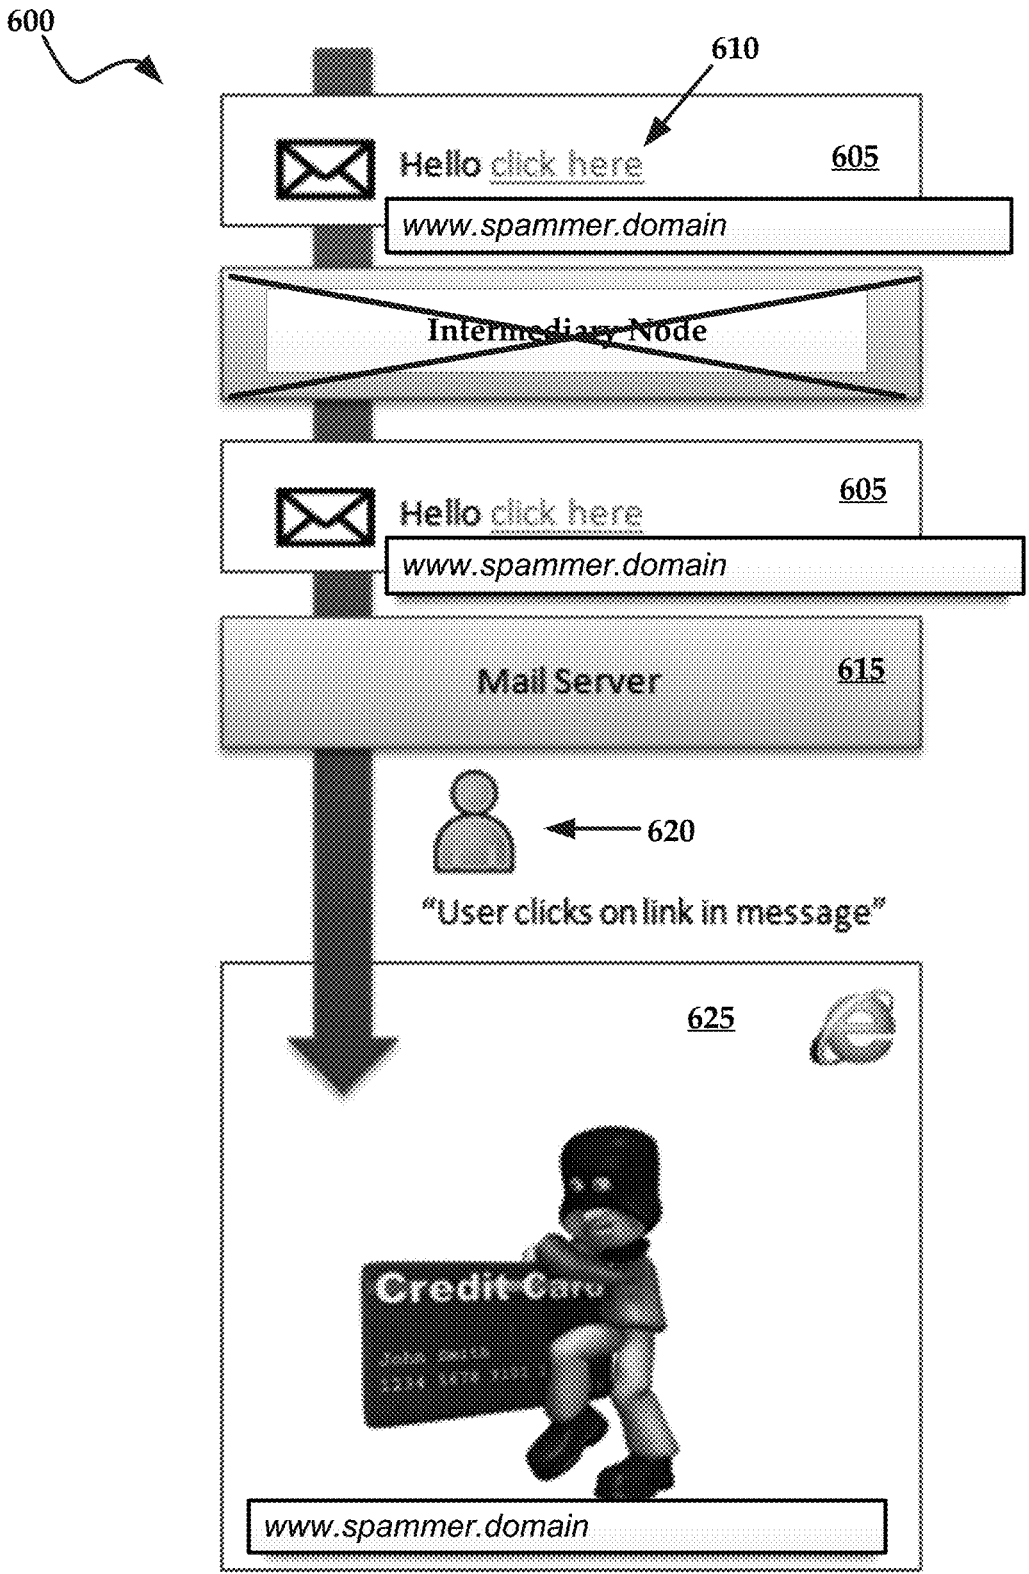 600
610
Hello click here
605
www.spammer.domain
Intermediary Node
605
Hello click here
www.spammer.domain
Mail Server
615
620
“User clicks on link in message”
625
Credit Card
www.spammer.domain